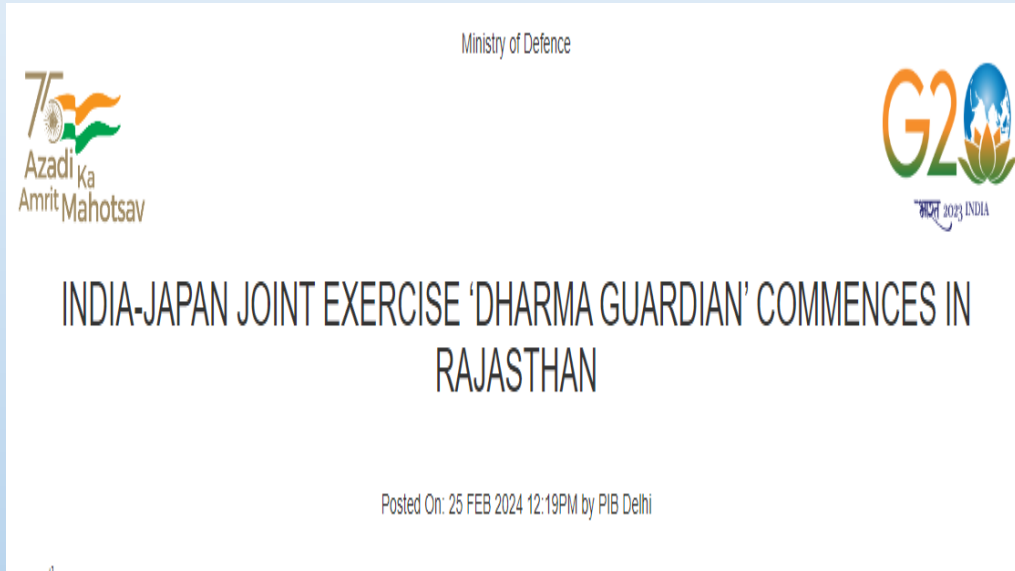 Ministry of Defence
75
Azadi Ka
Amrit Mahotsav
G20
भारत 2023 INDIA
INDIA-JAPAN JOINT EXERCISE ‘DHARMA GUARDIAN’ COMMENCES IN
RAJASTHAN
Posted On: 25 FEB 2024 12:19PM by PIB Delhi